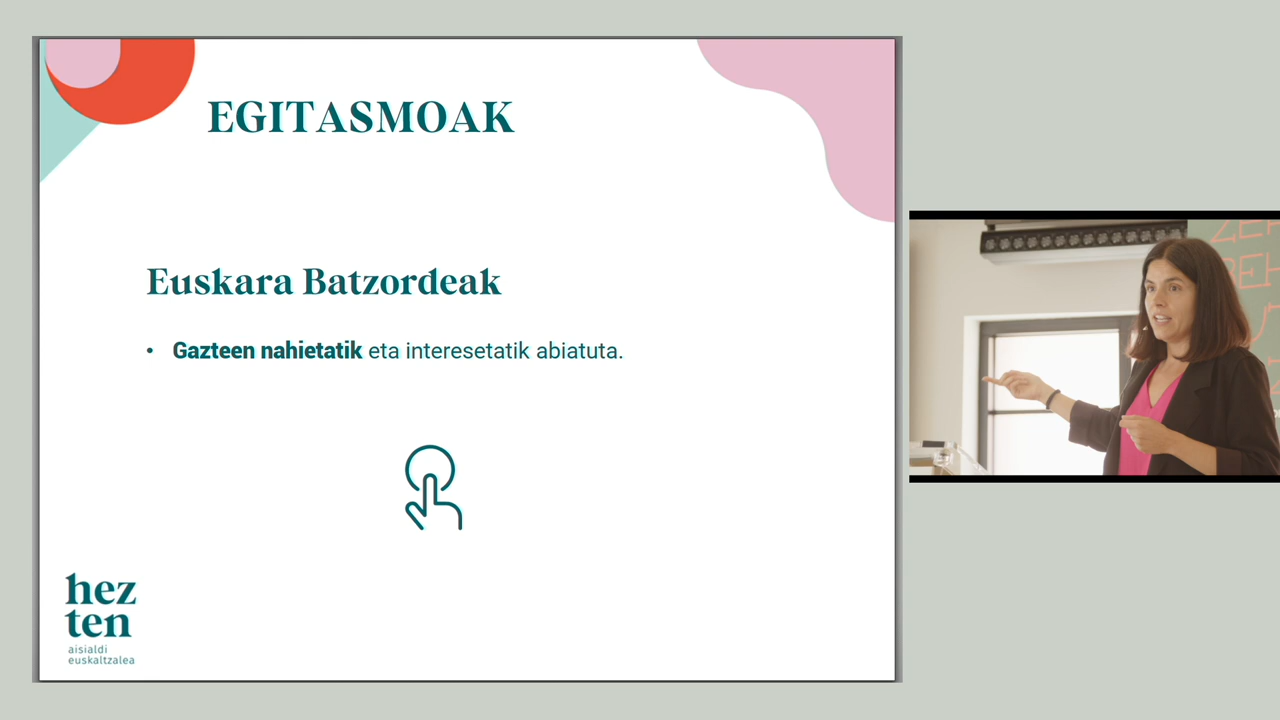 EGITASMOAK
Euskara Batzordeak
• Gazteen nahietatik eta interesetatik abiatuta.
hez
ten
aisialdi
euskaltzalea